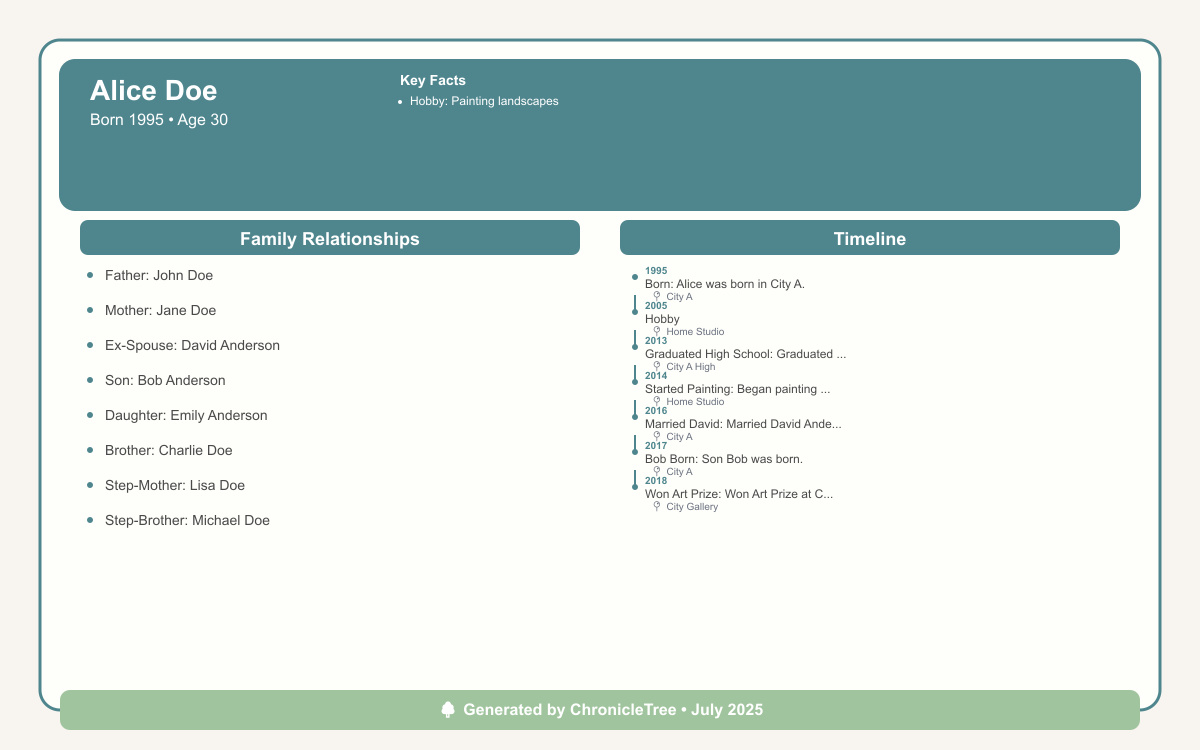 Alice Doe
Born 1995 • Age 30
Key Facts
• Hobby: Painting landscapes
Family Relationships
• Father: John Doe
• Mother: Jane Doe
• Ex-Spouse: David Anderson
• Son: Bob Anderson
• Daughter: Emily Anderson
• Brother: Charlie Doe
• Step-Mother: Lisa Doe
• Step-Brother: Michael Doe
Timeline
1995
Born: Alice was born in City A.
City A
2005
Hobby
Home Studio
2013
Graduated High School: Graduated ...
City A High
2014
Started Painting: Began painting ...
Home Studio
2016
Married David: Married David Ande...
City A
2017
Bob Born: Son Bob was born.
City A
2018
Won Art Prize: Won Art Prize at C...
City Gallery
Generated by ChronicleTree • July 2025